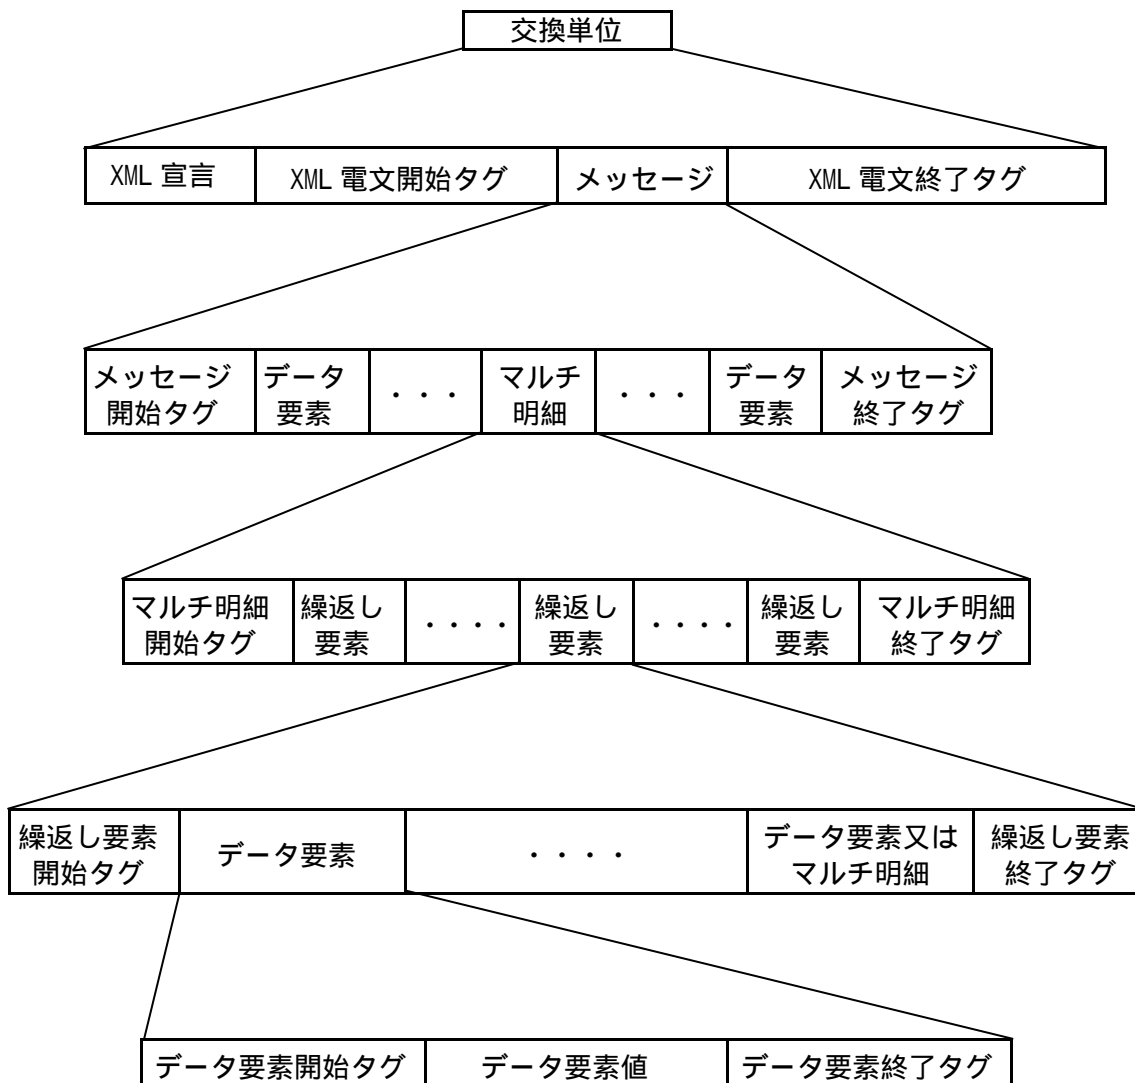 交換単位
XML 宣言
XML 電文開始タグ
メッセージ
XML 電文終了タグ
メッセージ
開始タグ
データ
要素
・・・
マルチ
明細
・・・
データ
要素
メッセージ
終了タグ
マルチ明細
開始タグ
繰返し
要素
・・・・
繰返し
要素
・・・・
繰返し
要素
マルチ明細
終了タグ
繰返し要素
開始タグ
データ要素
・・・・
データ要素又は
マルチ明細
繰返し要素
終了タグ
データ要素開始タグ
データ要素値
データ要素終了タグ